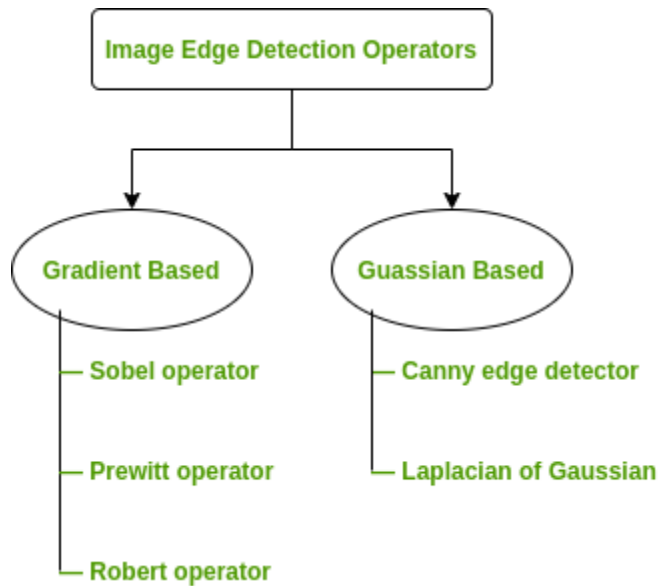 Image Edge Detection Operators
Gradient Based
Guassian Based
Sobel operator
Canny edge detector
Prewitt operator
Laplacian of Gaussian
Robert operator